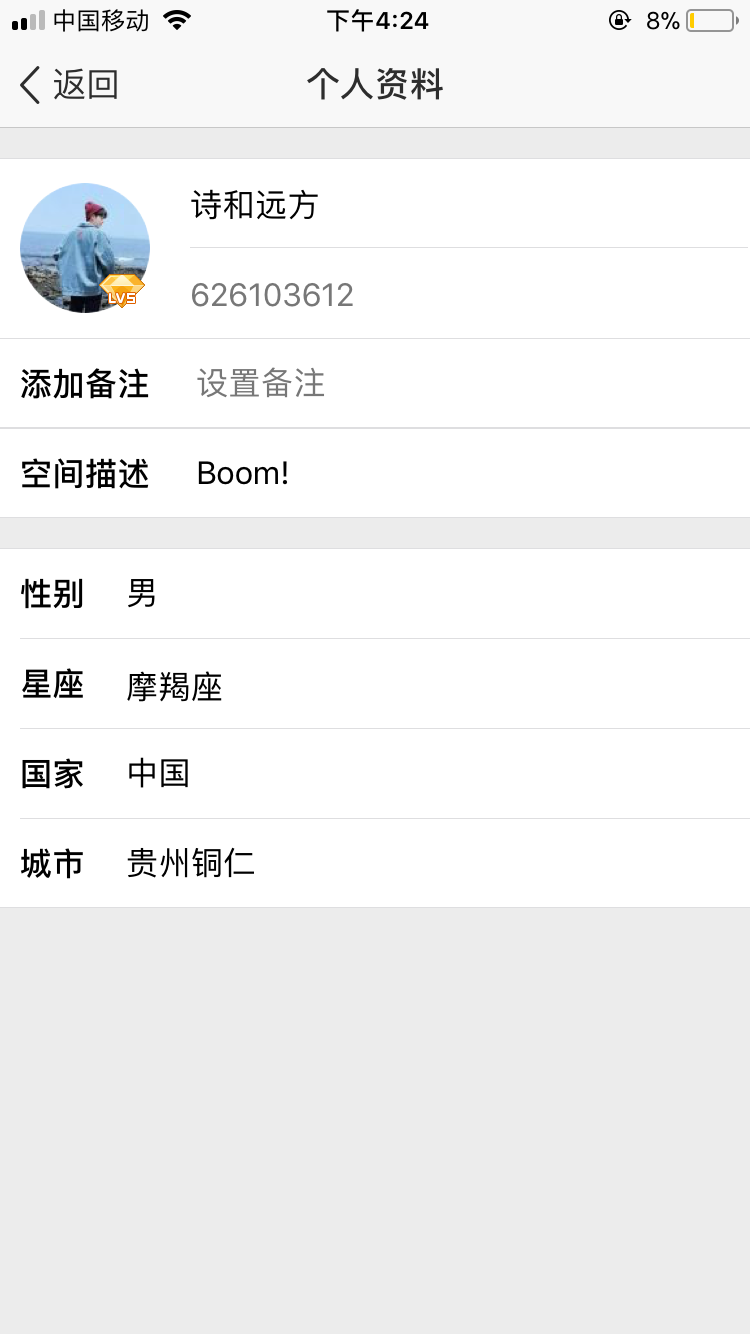 中国移动 下午4:24 8%
返回 个人资料
诗和远方
LV5
626103612
添加备注 设置备注
空间描述 Boom!
性别 男
星座 摩羯座
国家 中国
城市 贵州铜仁